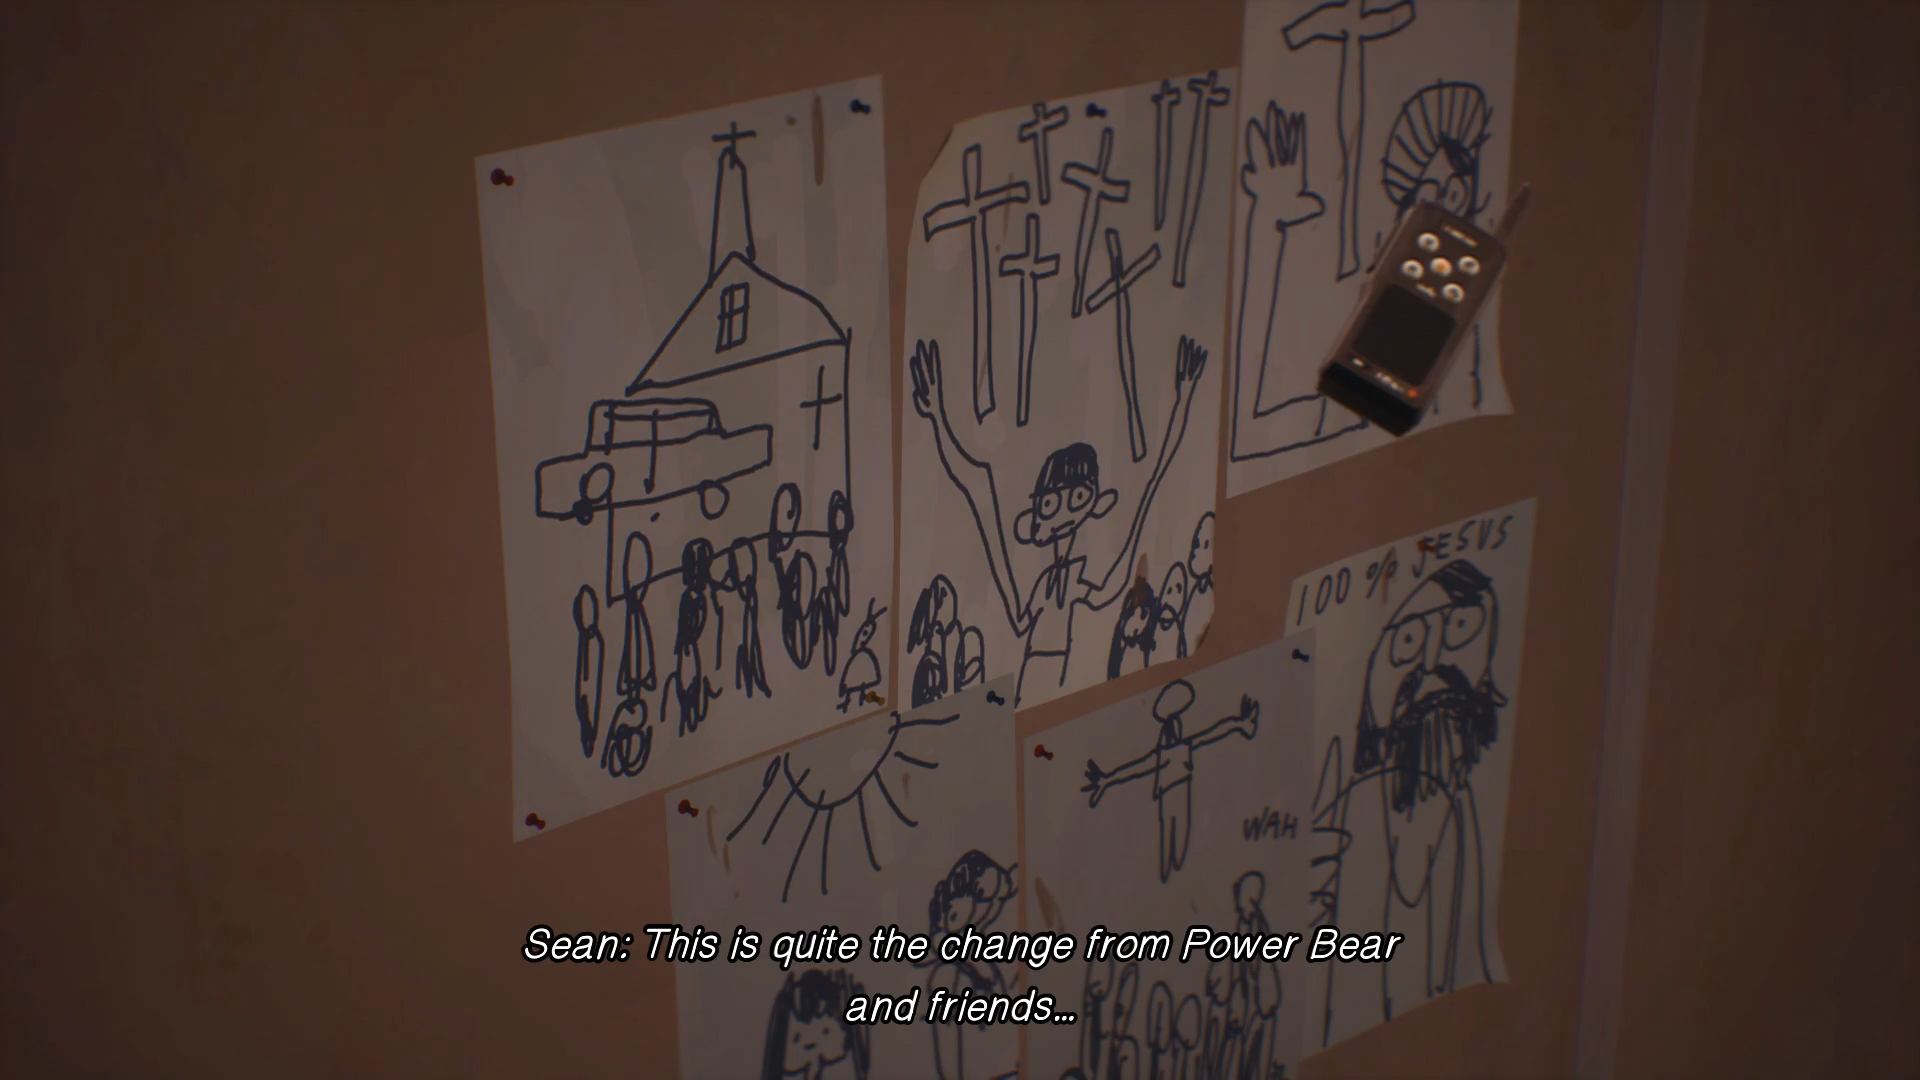 100 % JESUS
WAH
Sean: This is quite the change from Power Bear
and friends...